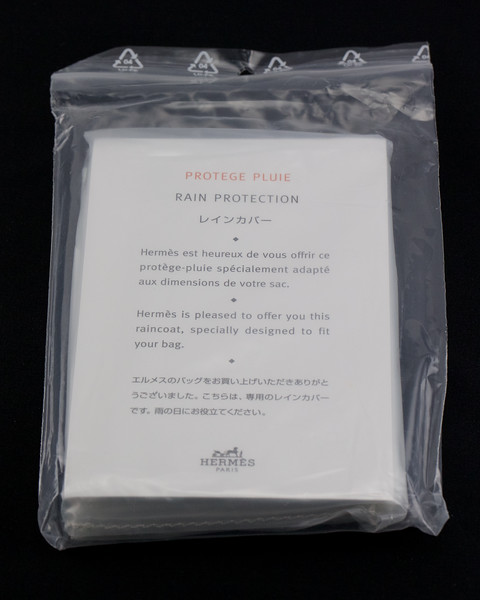 PROTEGE PLUIE
RAIN PROTECTION
レインカバー
Hermès est heureux de vous offrir ce
protège-pluie spécialement adapté
aux dimensions de votre sac.
Hermès is pleased to offer you this
raincoat, specially designed to fit
your bag.
エルメスのバッグをお買い上げいただきありがと
うございました。こちらは、専用のレインカバー
です。雨の日にお役立てください。
HERMÈS
PARIS